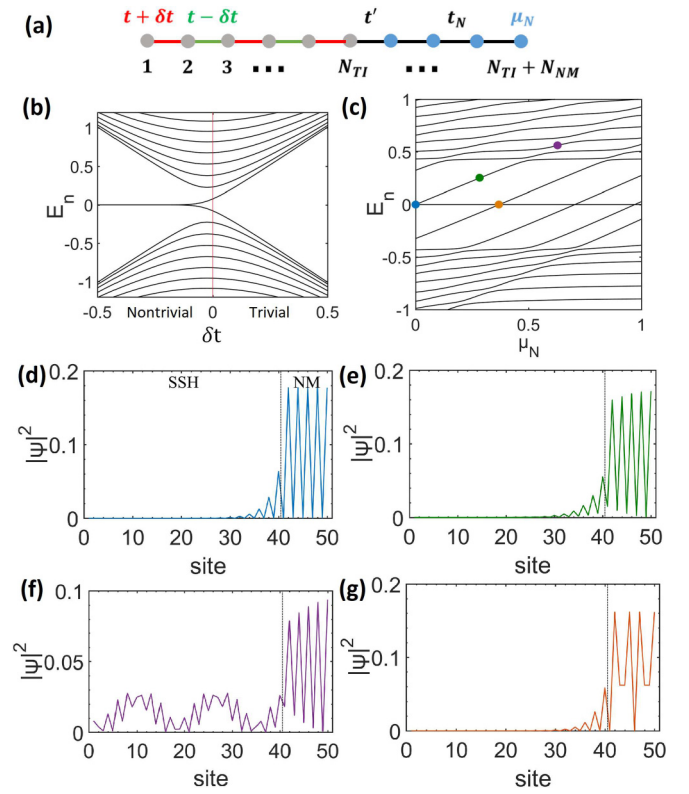 (a)
t + δt t − δt t′ t_N μ_N
1 2 3 ... N_TI ... N_TI + N_NM
(b)
E_n
1
0.5
0
-0.5
-1
-0.5 Nontrivial 0 Trivial 0.5
δt
(c)
E_n
1
0.5
0
-0.5
-1
0 0.5 1
μ_N
(d)
SSH NM
|ψ|²
0.2
0.1
0
0 10 20 30 40 50
site
(e)
|ψ|²
0.2
0.1
0
0 10 20 30 40 50
site
(f)
|ψ|²
0.1
0.05
0
0 10 20 30 40 50
site
(g)
|ψ|²
0.2
0.1
0
0 10 20 30 40 50
site